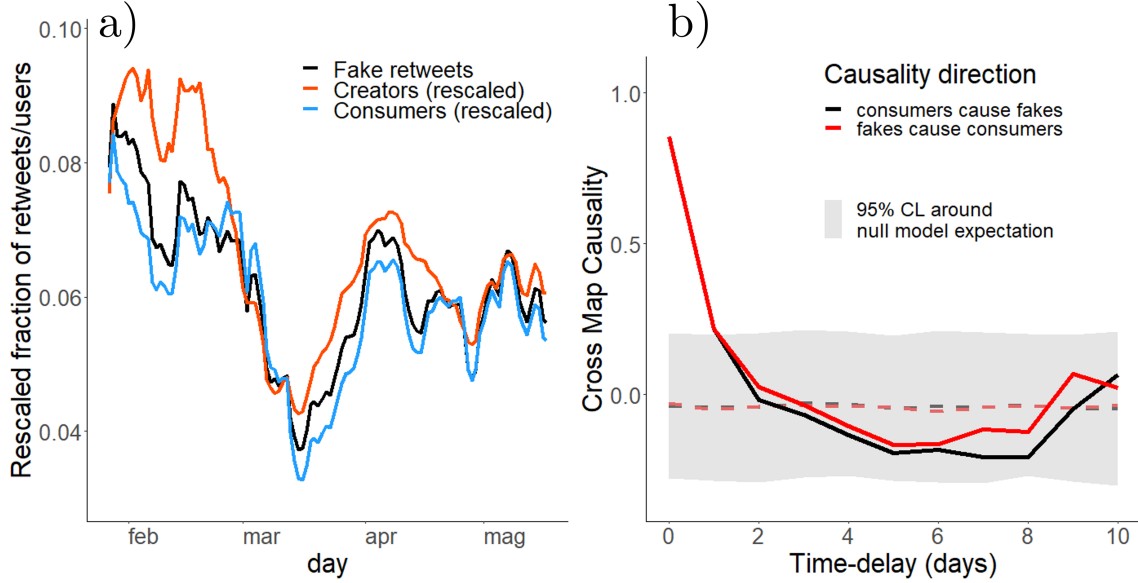 a)
Rescaled fraction of retweets/users
0.10
0.08
0.06
0.04
Fake retweets
Creators (rescaled)
Consumers (rescaled)
feb
mar
apr
mag
day
b)
Cross Map Causality
1.0
0.5
0.0
Causality direction
consumers cause fakes
fakes cause consumers
95% CL around
null model expectation
0
2
4
6
8
10
Time-delay (days)